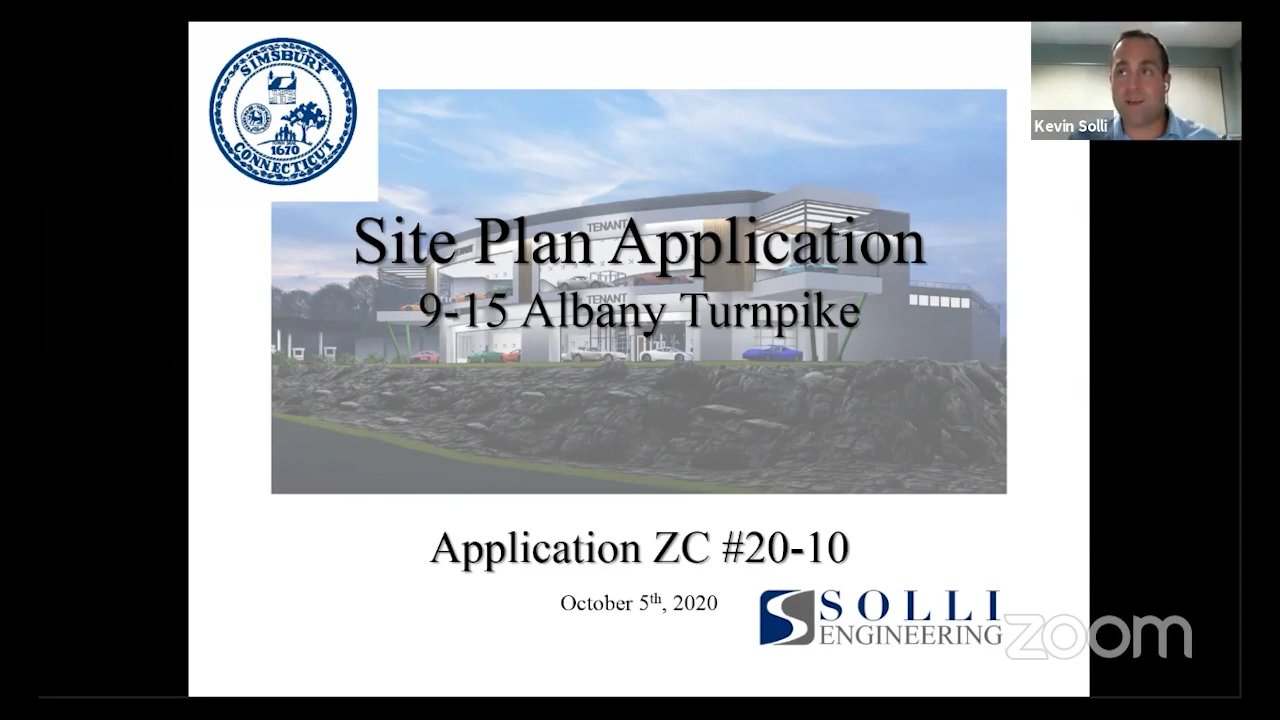 SIMSBURY
1670
CONNECTICUT
Kevin Solli
TENANT
Site Plan Application
TENANT
9-15 Albany Turnpike
Application ZC #20-10
October 5th, 2020
SOLLI
ENGINEERING
zoom